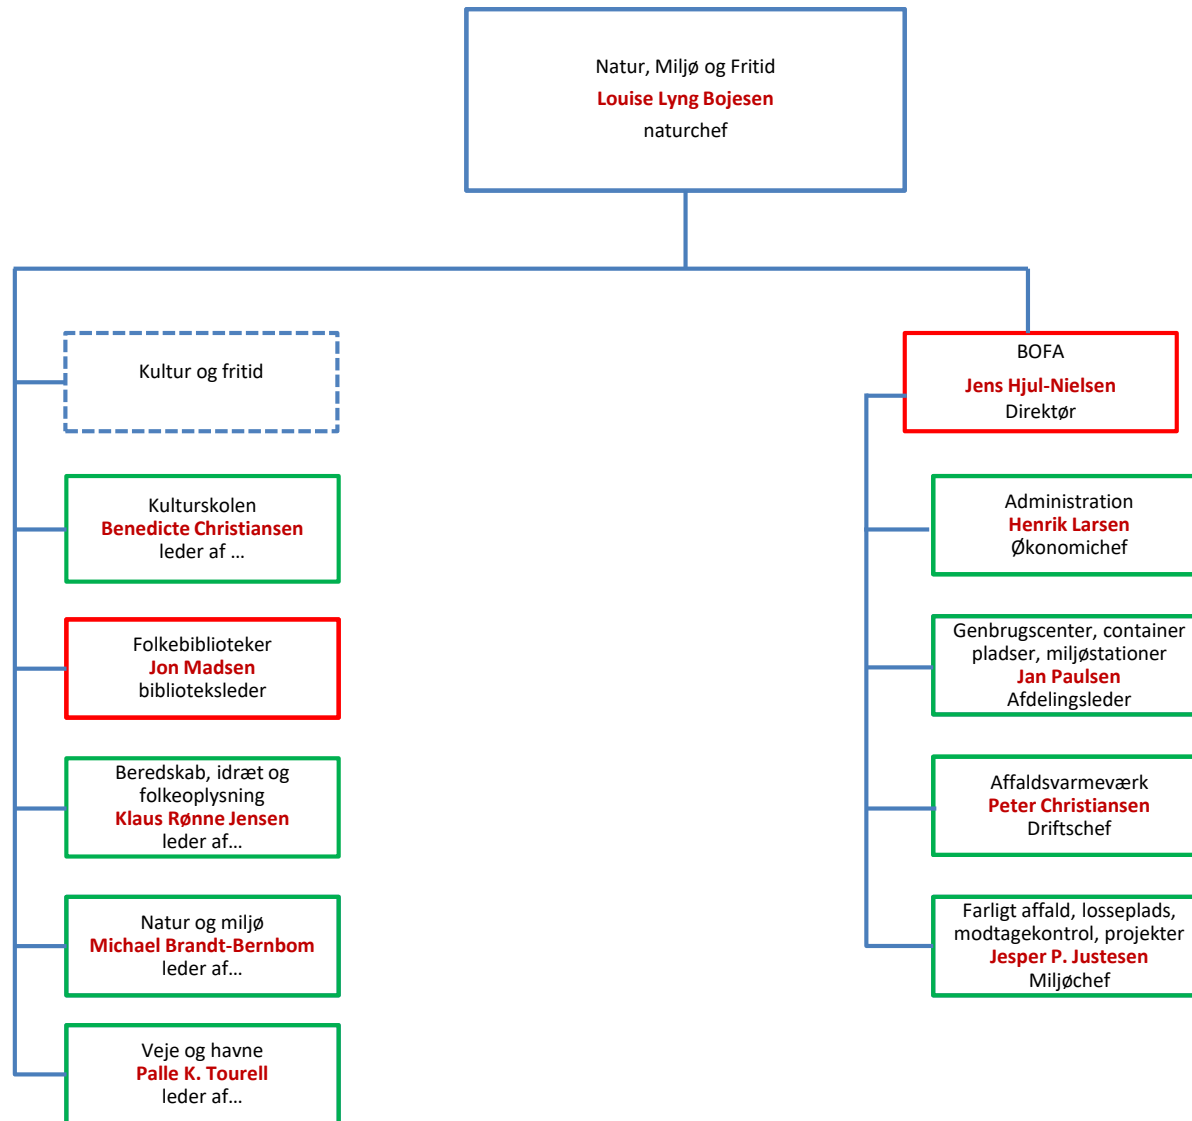 Natur, Miljø og Fritid
Louise Lyng Bojesen
naturchef
Kultur og fritid
Kulturskolen
Benedicte Christiansen
leder af ...
Folkebiblioteker
Jon Madsen
biblioteksleder
Beredskab, idræt og
folkeoplysning
Klaus Rønne Jensen
leder af...
Natur og miljø
Michael Brandt-Bernbom
leder af...
Veje og havne
Palle K. Tourell
leder af...
BOFA
Jens Hjul-Nielsen
Direktør
Administration
Henrik Larsen
Økonomichef
Genbrugscenter, container
pladser, miljøstationer
Jan Paulsen
Afdelingsleder
Affaldsvarmeværk
Peter Christiansen
Driftschef
Farligt affald, losseplads,
modtagekontrol, projekter
Jesper P. Justesen
Miljøchef